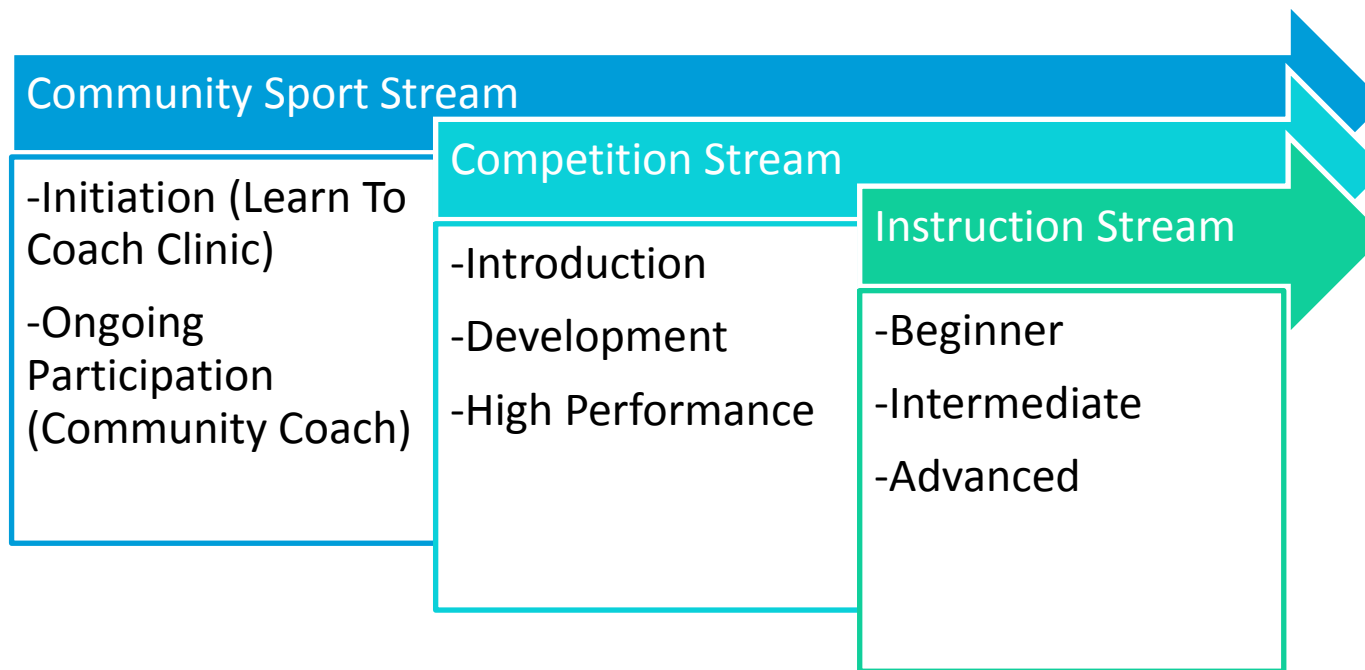 Community Sport Stream
-Initiation (Learn To
Coach Clinic)
-Ongoing
Participation
(Community Coach)
Competition Stream
-Introduction
-Development
-High Performance
Instruction Stream
-Beginner
-Intermediate
-Advanced